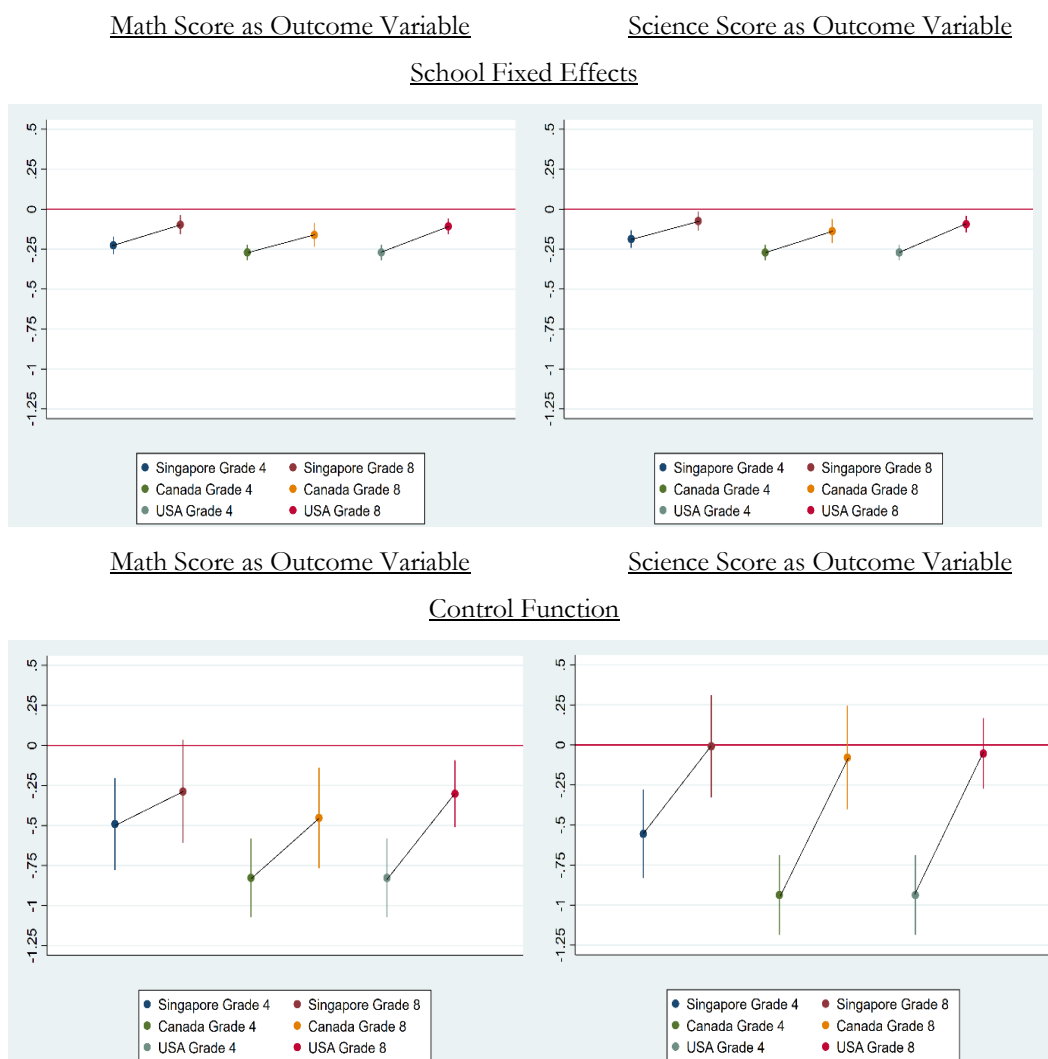 Math Score as Outcome Variable Science Score as Outcome Variable
School Fixed Effects
.5 .5
.25 .25
0 0
-.25 -.25
-.5 -.5
-.75 -.75
-1 -1
-1.25 -1.25
Singapore Grade 4 Singapore Grade 8 Singapore Grade 4 Singapore Grade 8
Canada Grade 4 Canada Grade 8 Canada Grade 4 Canada Grade 8
USA Grade 4 USA Grade 8 USA Grade 4 USA Grade 8
Math Score as Outcome Variable Science Score as Outcome Variable
Control Function
.5 .5
.25 .25
0 0
-.25 -.25
-.5 -.5
-.75 -.75
-1 -1
-1.25 -1.25
Singapore Grade 4 Singapore Grade 8 Singapore Grade 4 Singapore Grade 8
Canada Grade 4 Canada Grade 8 Canada Grade 4 Canada Grade 8
USA Grade 4 USA Grade 8 USA Grade 4 USA Grade 8